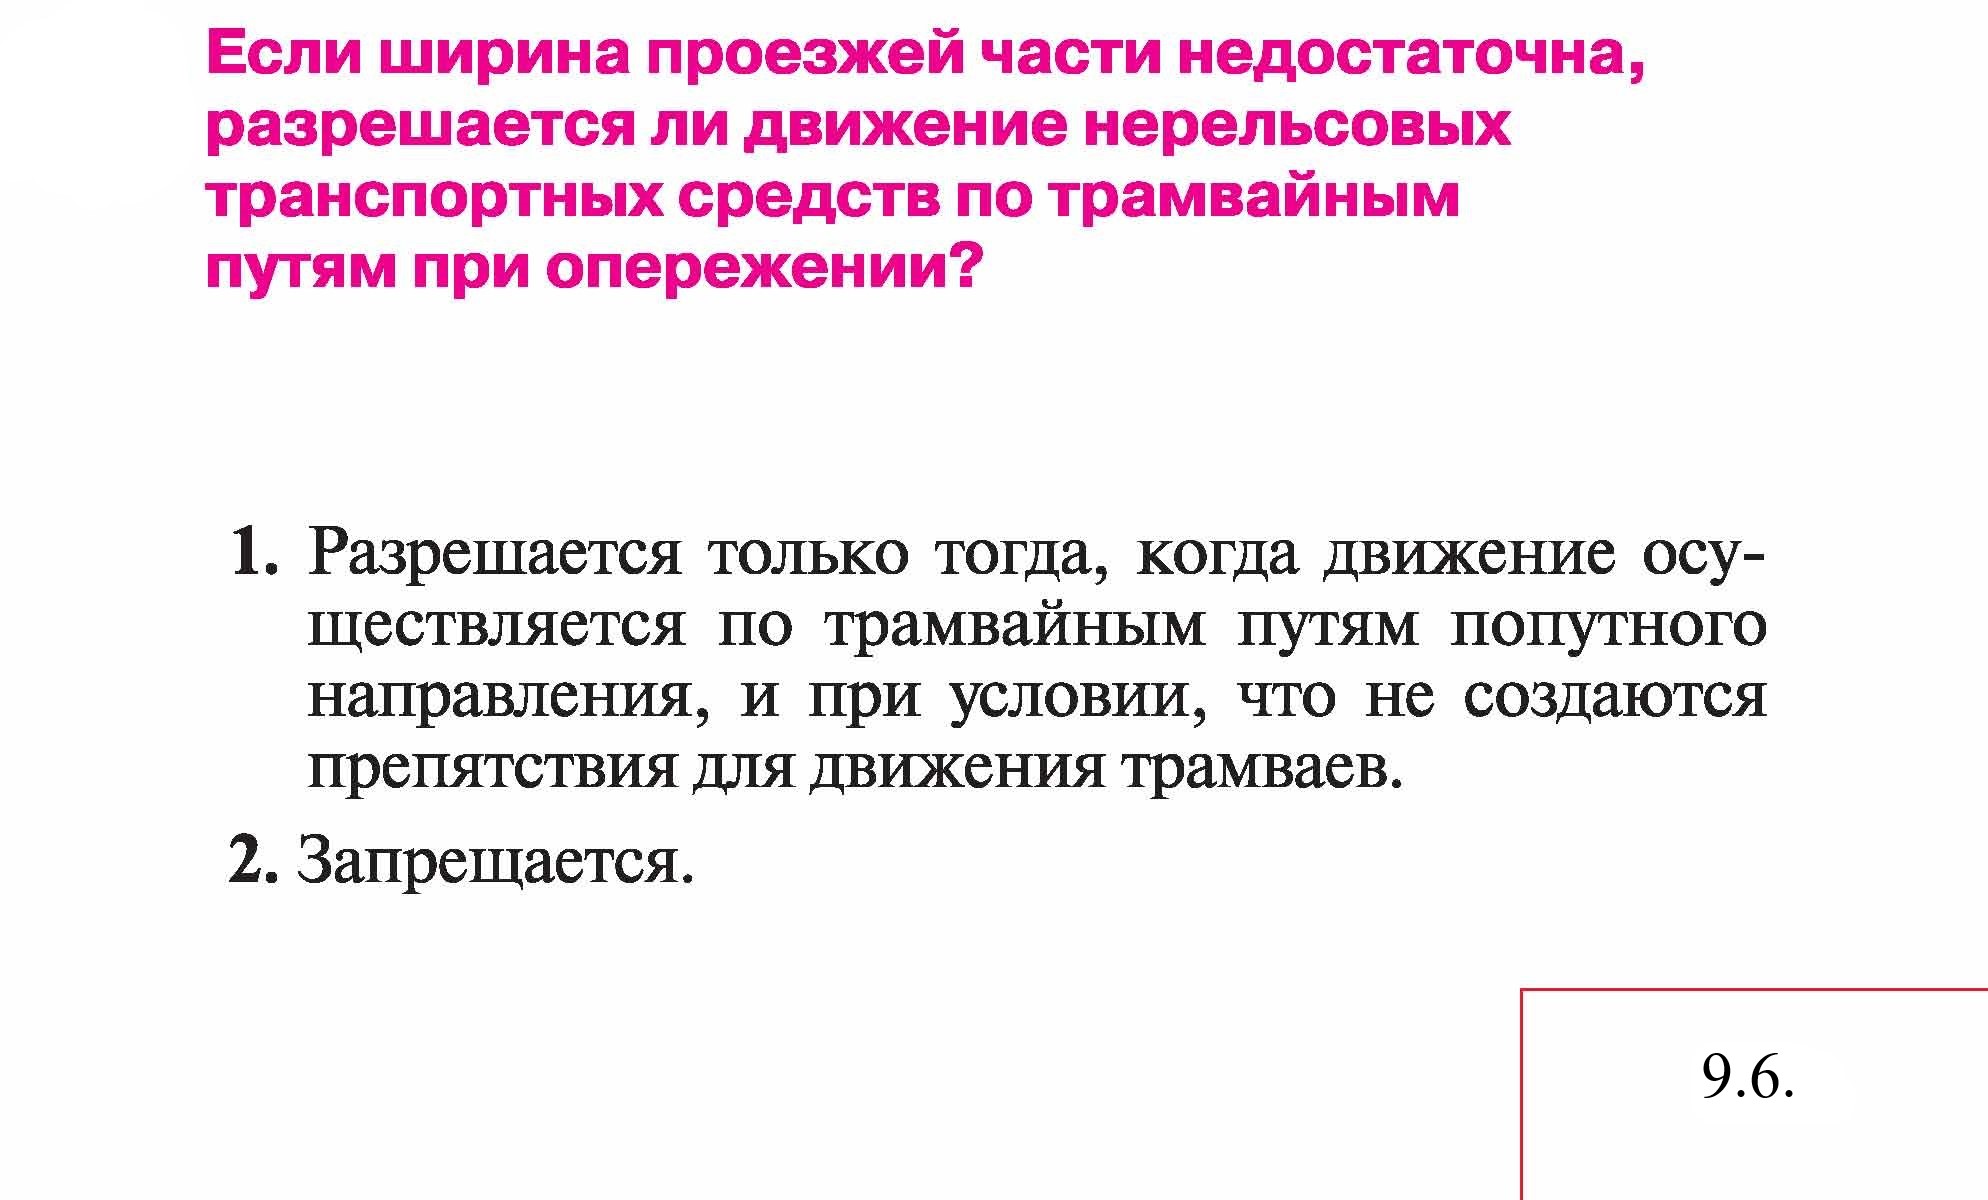 Если ширина проезжей части недостаточна,
разрешается ли движение нерельсовых
транспортных средств по трамвайным
путям при опережении?
1. Разрешается только тогда, когда движение осу-
ществляется по трамвайным путям попутного
направления, и при условии, что не создаются
препятствия для движения трамваев.
2. Запрещается.
9.6.